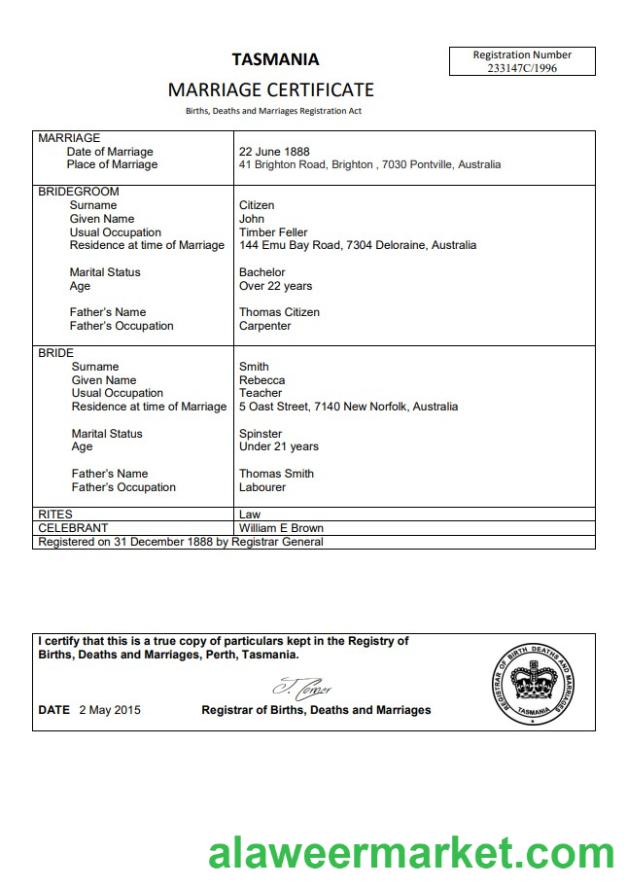 TASMANIA
Registration Number
233147C/1996
MARRIAGE CERTIFICATE
Births, Deaths and Marriages Registration Act
MARRIAGE
Date of Marriage 22 June 1888
Place of Marriage 41 Brighton Road, Brighton , 7030 Pontville, Australia
BRIDEGROOM
Surname Citizen
Given Name John
Usual Occupation Timber Feller
Residence at time of Marriage 144 Emu Bay Road, 7304 Deloraine, Australia
Marital Status Bachelor
Age Over 22 years
Father's Name Thomas Citizen
Father's Occupation Carpenter
BRIDE
Surname Smith
Given Name Rebecca
Usual Occupation Teacher
Residence at time of Marriage 5 Oast Street, 7140 New Norfolk, Australia
Marital Status Spinster
Age Under 21 years
Father's Name Thomas Smith
Father's Occupation Labourer
RITES Law
CELEBRANT William E Brown
Registered on 31 December 1888 by Registrar General
I certify that this is a true copy of particulars kept in the Registry of
Births, Deaths and Marriages, Perth, Tasmania.
DATE 2 May 2015 Registrar of Births, Deaths and Marriages
REGISTRAR OF BIRTH DEATHS AND MARRIAGES
TASMANIA
alaweermarket.com